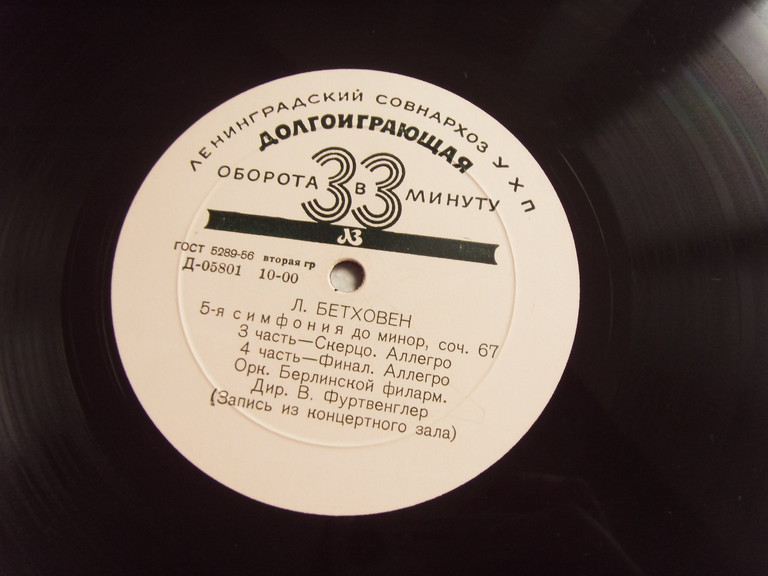 ЛЕНИНГРАДСКИЙ СОВНАРХОЗ УХП
ДОЛГОИГРАЮЩАЯ
ОБОРОТА 33 В МИНУТУ
ЛЗ
ГОСТ 5289-56 вторая гр
Д-05801 10-00
Л. БЕТХОВЕН
5-я симфония до минор, соч. 67
3 часть—Скерцо. Аллегро
4 часть—Финал. Аллегро
Орк. Берлинской филарм.
Дир. В. Фуртвенглер
(Запись из концертного зала)